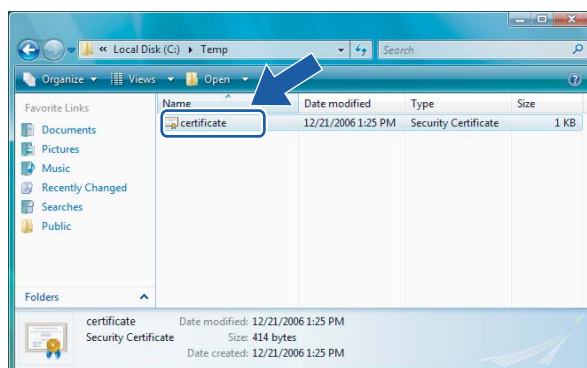 « Local Disk (C:) ▸ Temp
Search
Organize Views Open
Favorite Links
Documents
Pictures
Music
Recently Changed
Searches
Public
Folders
Name Date modified Type Size
certificate 12/21/2006 1:25 PM Security Certificate 1 KB
certificate Date modified: 12/21/2006 1:25 PM
Security Certificate Size: 414 bytes
Date created: 12/21/2006 1:25 PM